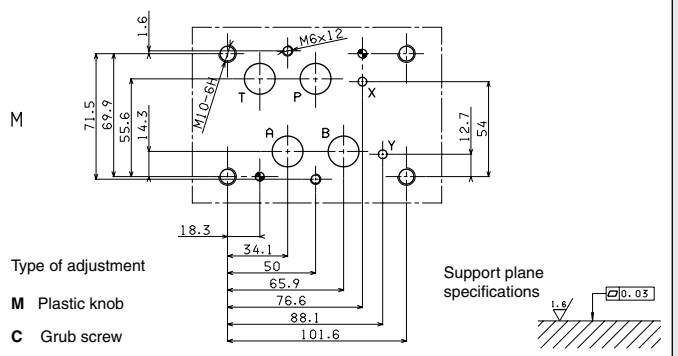 1.6
M6x12
M10-6H
T
P
X
M
71.5
69.9
55.6
14.3
A
B
Y
12.7
54
18.3
34.1
50
65.9
76.6
88.1
101.6
Type of adjustment
M Plastic knob
C Grub screw
Support plane
specifications
1.6
0.03